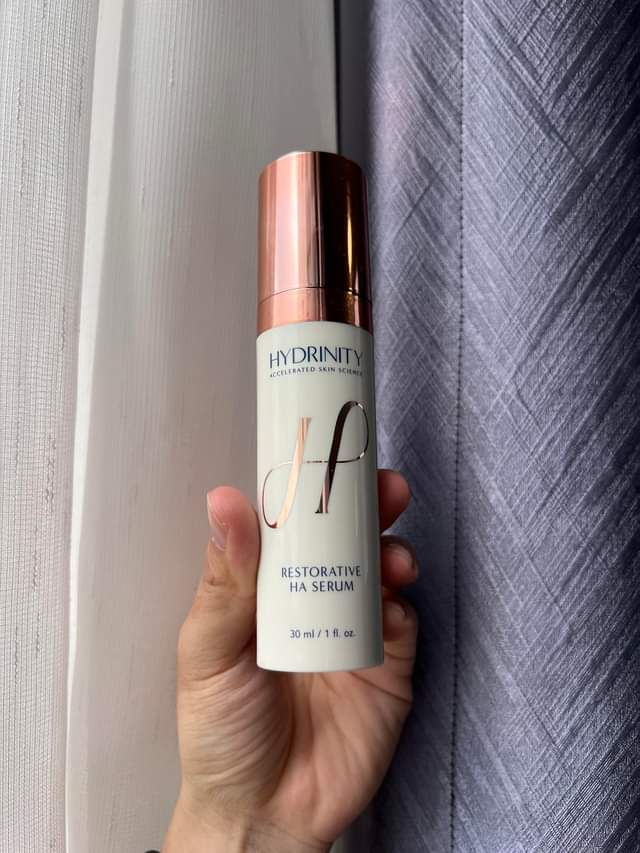 HYDRINITY
ACCELERATED SKIN SCIENCE
H
RESTORATIVE
HA SERUM
30 ml / 1 fl. oz.